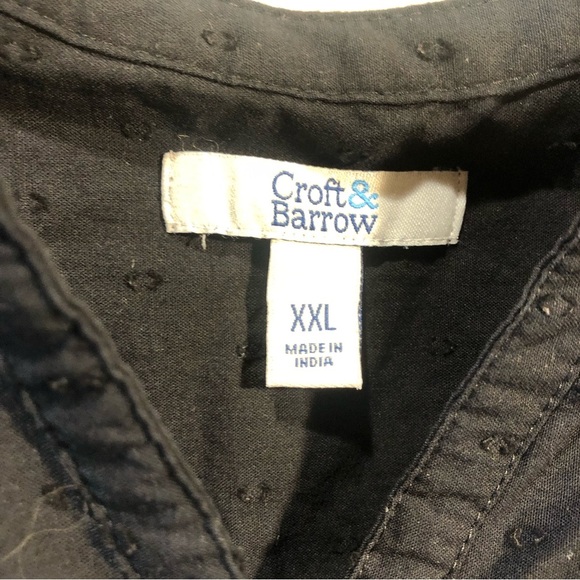 Croft&
Barrow
XXL
MADE IN
INDIA